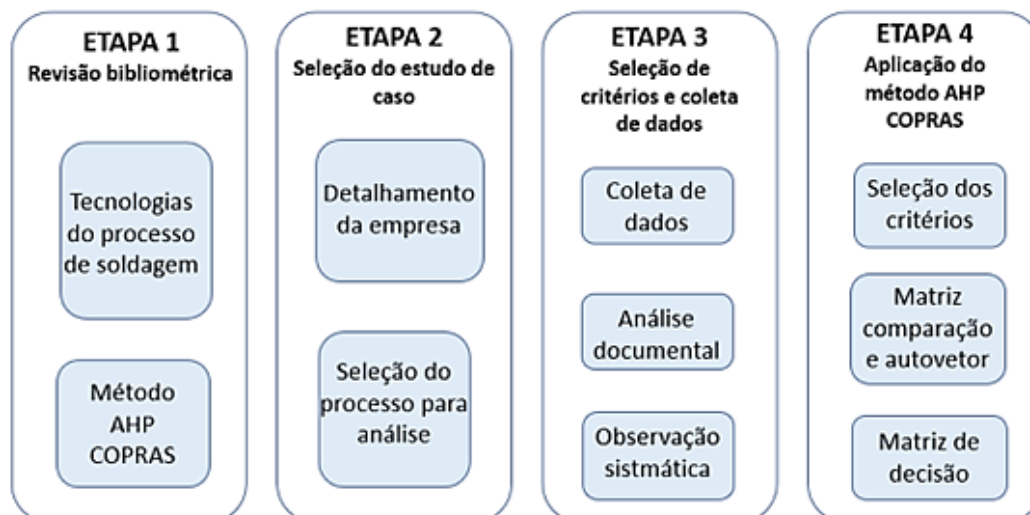 ETAPA 1
Revisão bibliométrica
Tecnologias
do processo
de soldagem
Método
AHP
COPRAS
ETAPA 2
Seleção do estudo de
caso
Detalhamento
da empresa
Seleção do
processo para
análise
ETAPA 3
Seleção de
critérios e coleta
de dados
Coleta de
dados
Análise
documental
Observação
sistmática
ETAPA 4
Aplicação do
método AHP
COPRAS
Seleção dos
critérios
Matriz
comparação
e autovetor
Matriz de
decisão